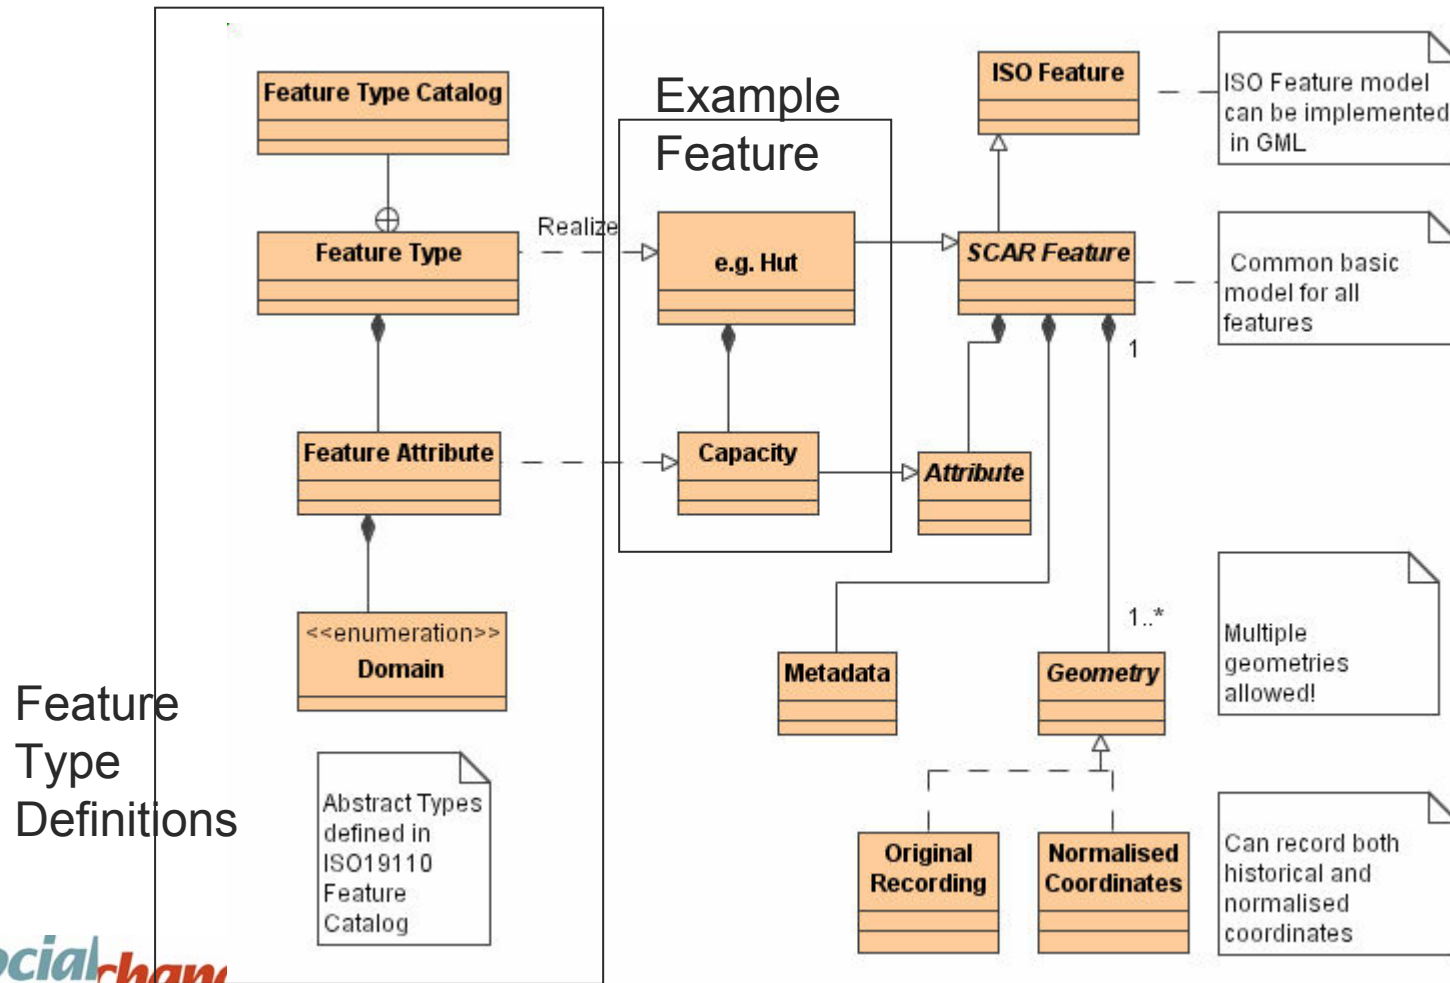 Feature Type Catalog
Feature Type
Feature Attribute
<<enumeration>>
Domain
Abstract Types
defined in
ISO19110
Feature
Catalog
Feature
Type
Definitions
Realize
Example
Feature
e.g. Hut
Capacity
ISO Feature
SCAR Feature
1
Attribute
1..*
Metadata
Geometry
Original
Recording
Normalised
Coordinates
ISO Feature model
can be implemented
in GML
Common basic
model for all
features
Multiple
geometries
allowed!
Can record both
historical and
normalised
coordinates